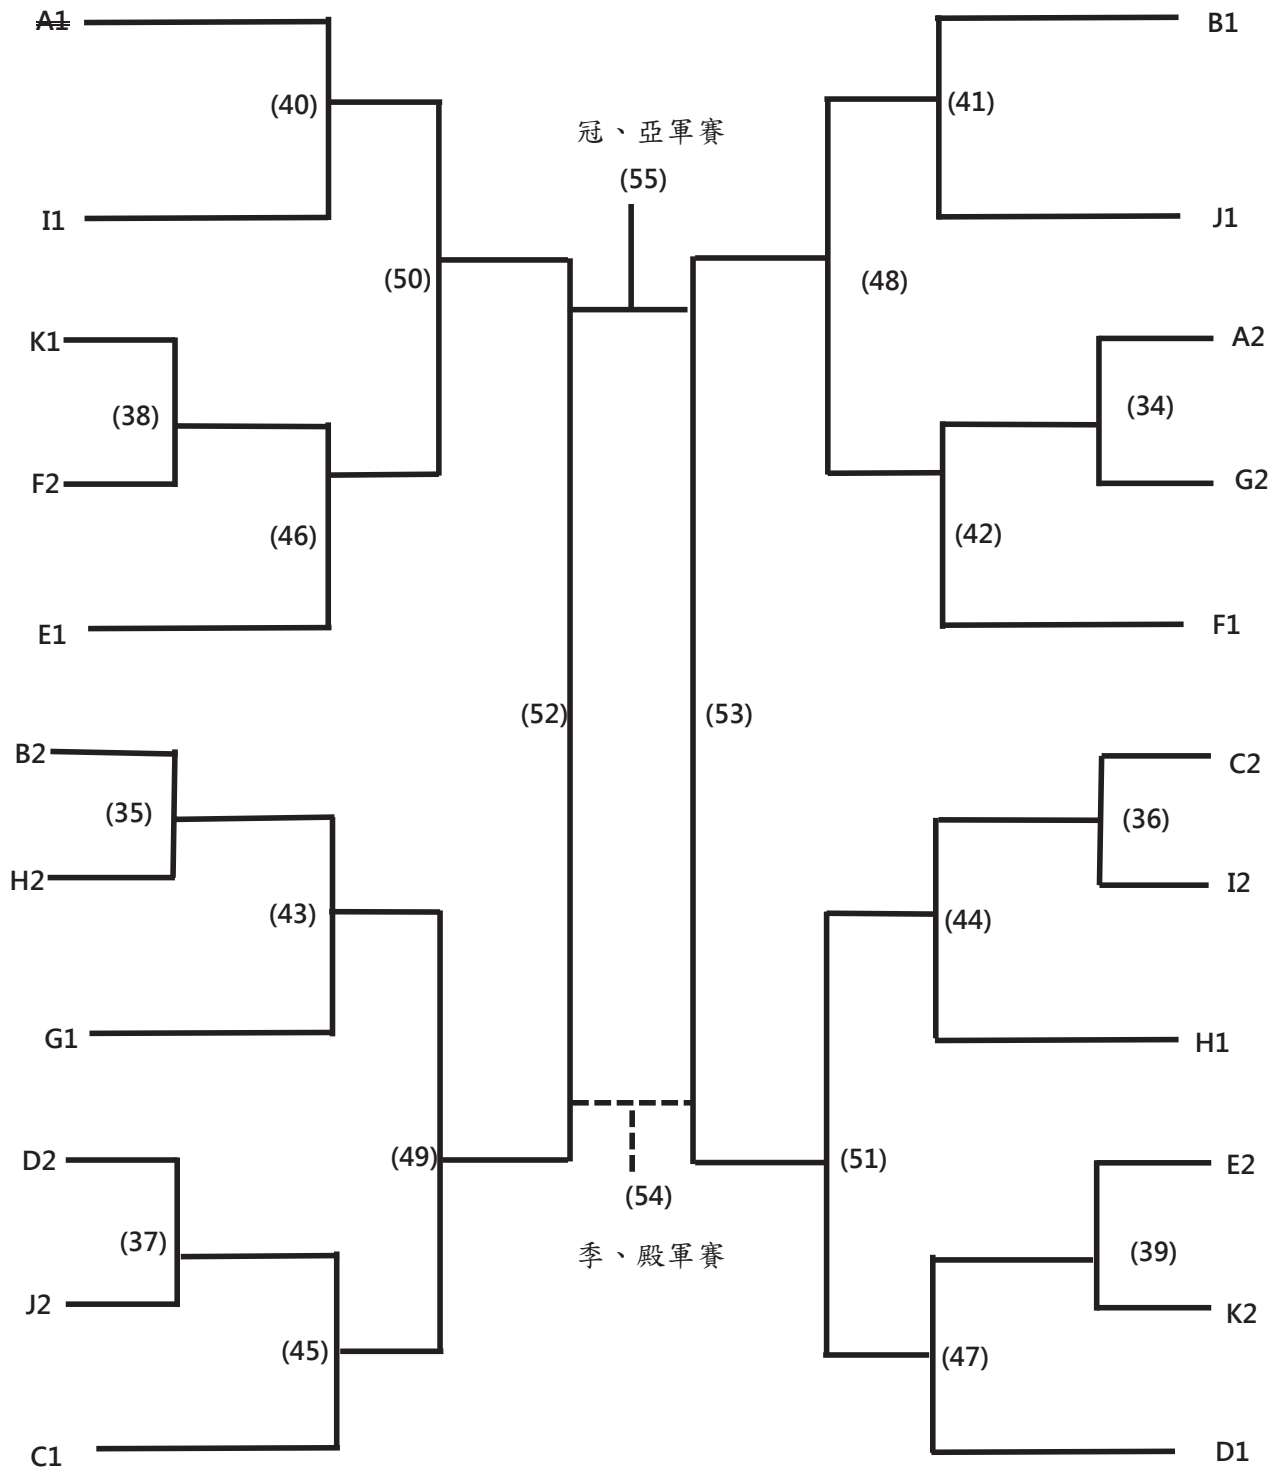 A1
B1
(40)
(41)
冠、亞軍賽
(55)
I1
J1
(50)
(48)
K1
A2
(38)
(34)
F2
G2
(46)
(42)
E1
F1
(52)
(53)
B2
C2
(35)
(36)
H2
I2
(43)
(44)
G1
H1
D2
(49)
(51)
E2
(54)
(37)
季、殿軍賽
(39)
J2
K2
(45)
(47)
C1
D1